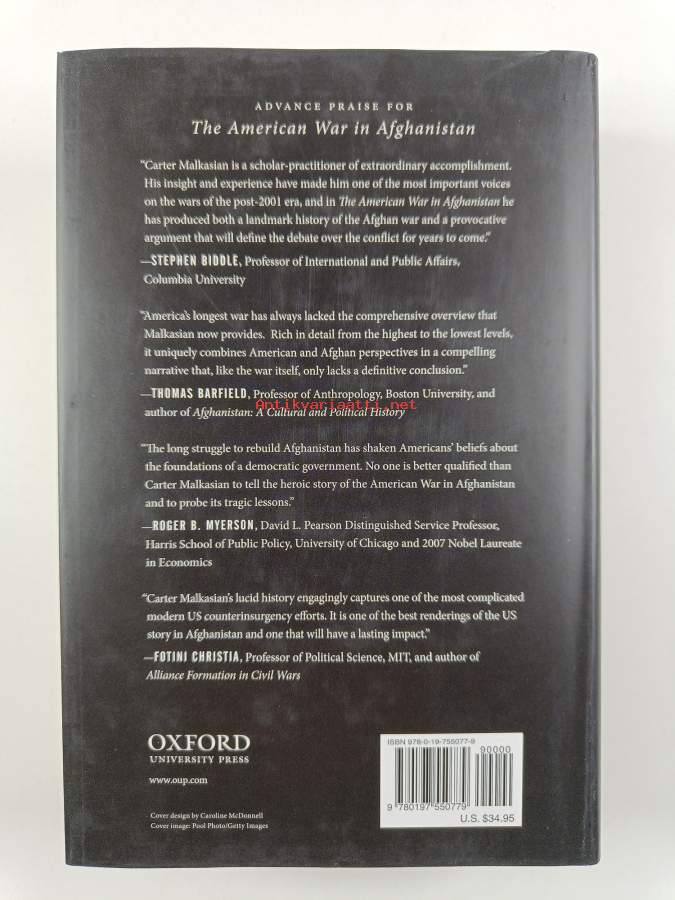 ADVANCE PRAISE FOR
The American War in Afghanistan
“Carter Malkasian is a scholar-practitioner of extraordinary accomplishment.
His insight and experience have made him one of the most important voices
on the wars of the post-2001 era, and in The American War in Afghanistan he
has produced both a landmark history of the Afghan war and a provocative
argument that will define the debate over the conflict for years to come.”
—STEPHEN BIDDLE, Professor of International and Public Affairs,
Columbia University
“America’s longest war has always lacked the comprehensive overview that
Malkasian now provides. Rich in detail from the highest to the lowest levels,
it uniquely combines American and Afghan perspectives in a compelling
narrative that, like the war itself, only lacks a definitive conclusion.”
—THOMAS BARFIELD, Professor of Anthropology, Boston University, and
Antikvariaatti.net
author of Afghanistan: A Cultural and Political History
“The long struggle to rebuild Afghanistan has shaken Americans’ beliefs about
the foundations of a democratic government. No one is better qualified than
Carter Malkasian to tell the heroic story of the American War in Afghanistan
and to probe its tragic lessons.”
—ROGER B. MYERSON, David L. Pearson Distinguished Service Professor,
Harris School of Public Policy, University of Chicago and 2007 Nobel Laureate
in Economics
“Carter Malkasian’s lucid history engagingly captures one of the most complicated
modern US counterinsurgency efforts. It is one of the best renderings of the US
story in Afghanistan and one that will have a lasting impact.”
—FOTINI CHRISTIA, Professor of Political Science, MIT, and author of
Alliance Formation in Civil Wars
OXFORD
UNIVERSITY PRESS
www.oup.com
Cover design by Caroline McDonnell
Cover image: Pool Photo/Getty Images
ISBN 978-0-19-755077-9
90000
9 780197 550779
U.S. $34.95